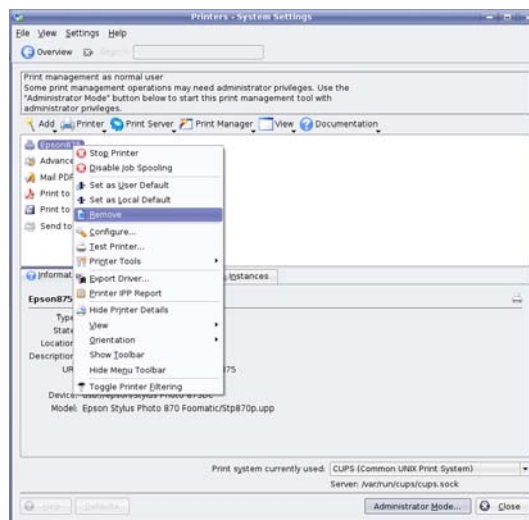 Printers - System Settings
File View Settings Help
Overview
Print management as normal user
Some print management operations may need administrator privileges. Use the
"Administrator Mode" button below to start this print management tool with
administrator privileges.
Add Printer Print Server Print Manager View Documentation
Epson875
Advance
Mail PDF
Print to
Print to
Send to
Stop Printer
Disable Job Spooling
Set as User Default
Set as Local Default
Remove
Configure...
Test Printer...
Printer Tools
Export Driver...
Printer IPP Report
Hide Printer Details
View
Orientation
Show Toolbar
Hide Menu Toolbar
Toggle Printer Filtering
Informat
Instances
Epson875
Type
State
Location
Description
UR
75
Device:
Model: Epson Stylus Photo 870 Foomatic/Stp870p.upp
Print system currently used: CUPS (Common UNIX Print System)
Server: /var/run/cups/cups.sock
Help Defaults Administrator Mode... Close